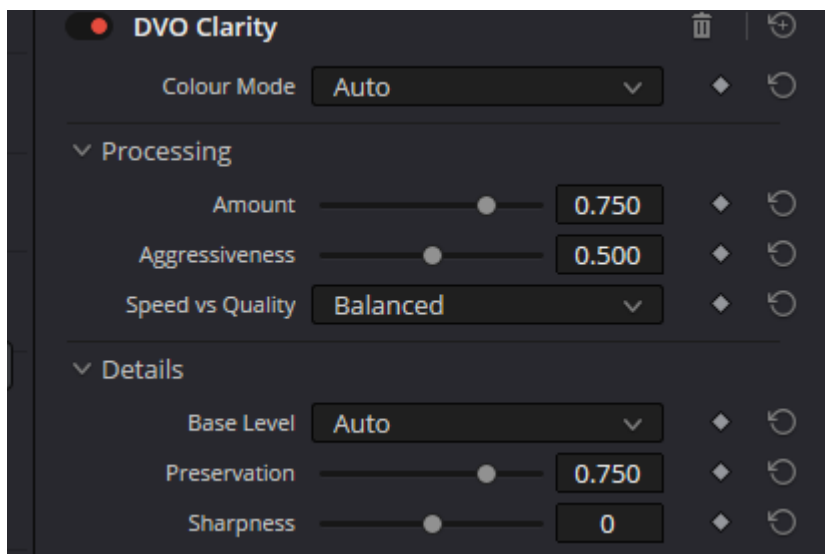 DVO Clarity
Colour Mode Auto
Processing
Amount 0.750
Aggressiveness 0.500
Speed vs Quality Balanced
Details
Base Level Auto
Preservation 0.750
Sharpness 0